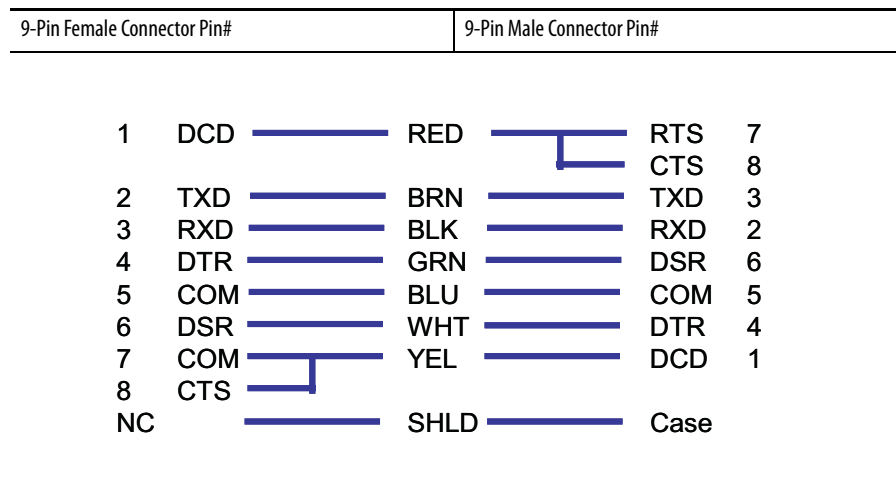 9-Pin Female Connector Pin# 9-Pin Male Connector Pin#
1 DCD RED RTS 7
CTS 8
2 TXD BRN TXD 3
3 RXD BLK RXD 2
4 DTR GRN DSR 6
5 COM BLU COM 5
6 DSR WHT DTR 4
7 COM YEL DCD 1
8 CTS
NC SHLD Case